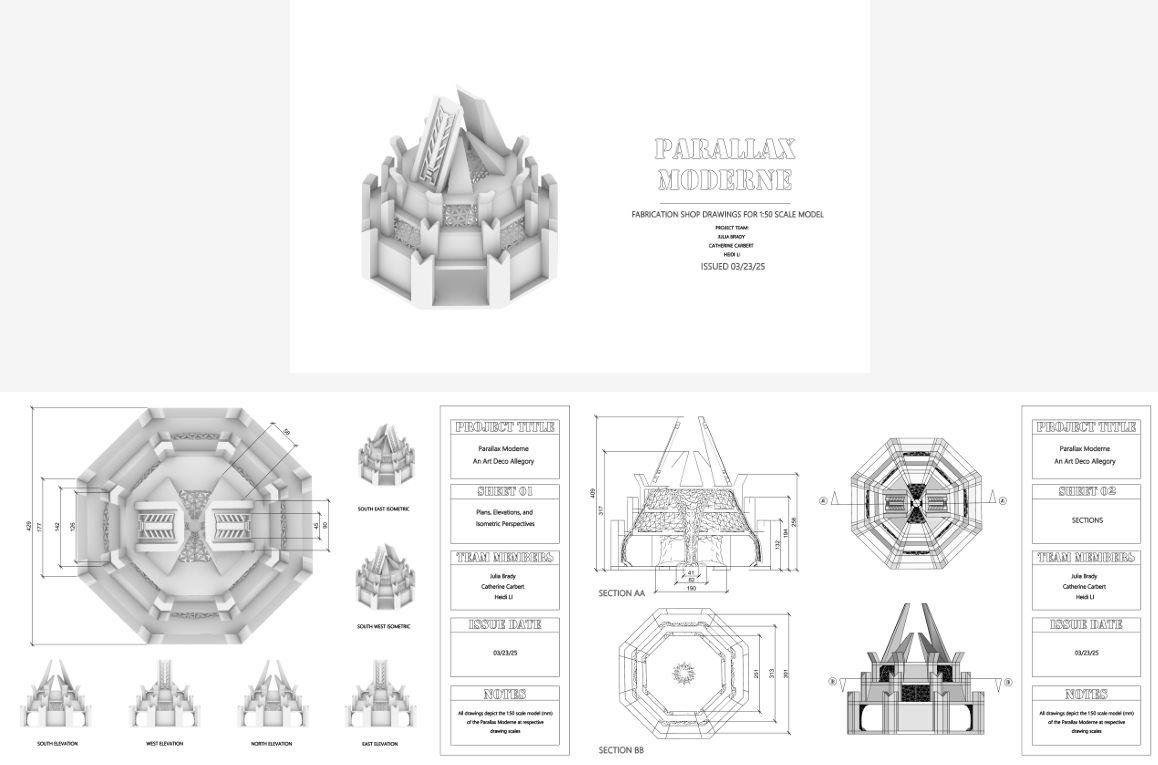 PARALLAX
MODERNE
FABRICATION SHOP DRAWINGS FOR 1:50 SCALE MODEL
PROJECT TEAM:
JULIA BRADY
CATHERINE CARBERT
HEIDI LI
ISSUED 03/23/25
429
177
142
126
58
45
90
SOUTH EAST ISOMETRIC
SOUTH WEST ISOMETRIC
SOUTH ELEVATION
WEST ELEVATION
NORTH ELEVATION
EAST ELEVATION
PROJECT TITLE
Parallax Moderne
An Art Deco Allegory
SHEET 01
Plans, Elevations, and
Isometric Perspectives
TEAM MEMBERS
Julia Brady
Catherine Carbert
Heidi LI
ISSUE DATE
03/23/25
NOTES
All drawings depict the 1:50 scale model (mm)
of the Parallax Moderne at respective
drawing scales
409
317
132
194
258
41
62
190
SECTION AA
A
A
291
313
391
SECTION BB
B
B
PROJECT TITLE
Parallax Moderne
An Art Deco Allegory
SHEET 02
SECTIONS
TEAM MEMBERS
Julia Brady
Catherine Carbert
Heidi LI
ISSUE DATE
03/23/25
NOTES
All drawings depict the 1:50 scale model (mm)
of the Parallax Moderne at respective
drawing scales